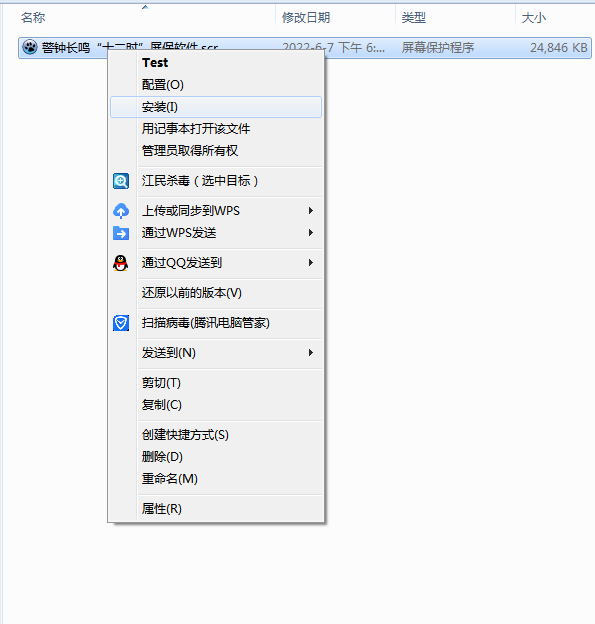 名称 修改日期 类型 大小
警钟长鸣“十二时”屏保软件.scr 2022-6-7 下午 6:... 屏幕保护程序 24,846 KB
Test
配置(O)
安装(I)
用记事本打开该文件
管理员取得所有权
江民杀毒（选中目标）
上传或同步到WPS
通过WPS发送
通过QQ发送到
还原以前的版本(V)
扫描病毒(腾讯电脑管家)
发送到(N)
剪切(T)
复制(C)
创建快捷方式(S)
删除(D)
重命名(M)
属性(R)